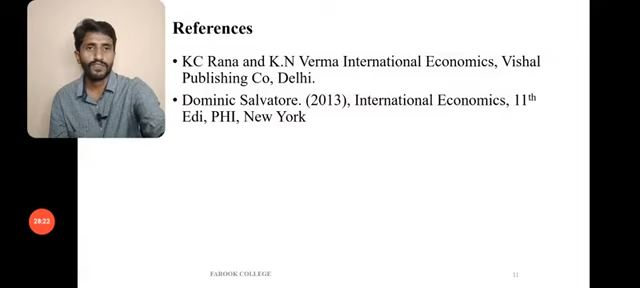 References
• KC Rana and K.N Verma International Economics, Vishal
Publishing Co, Delhi.
• Dominic Salvatore. (2013), International Economics, 11th
Edi, PHI, New York
28:22
FAROOK COLLEGE
11